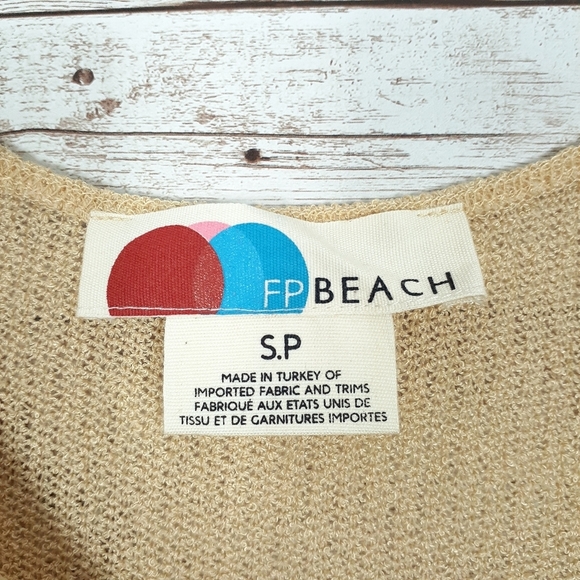 FP BEACH
S.P
MADE IN TURKEY OF
IMPORTED FABRIC AND TRIMS
FABRIQUÉ AUX ETATS UNIS DE
TISSU ET DE GARNITURES IMPORTES